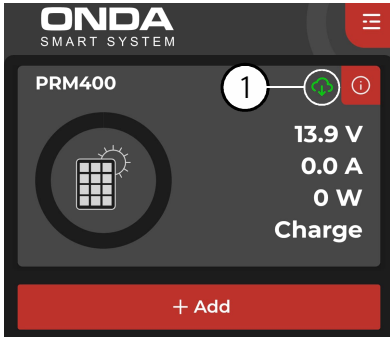 ONDA
SMART SYSTEM
PRM400
1
13.9 V
0.0 A
0 W
Charge
+ Add